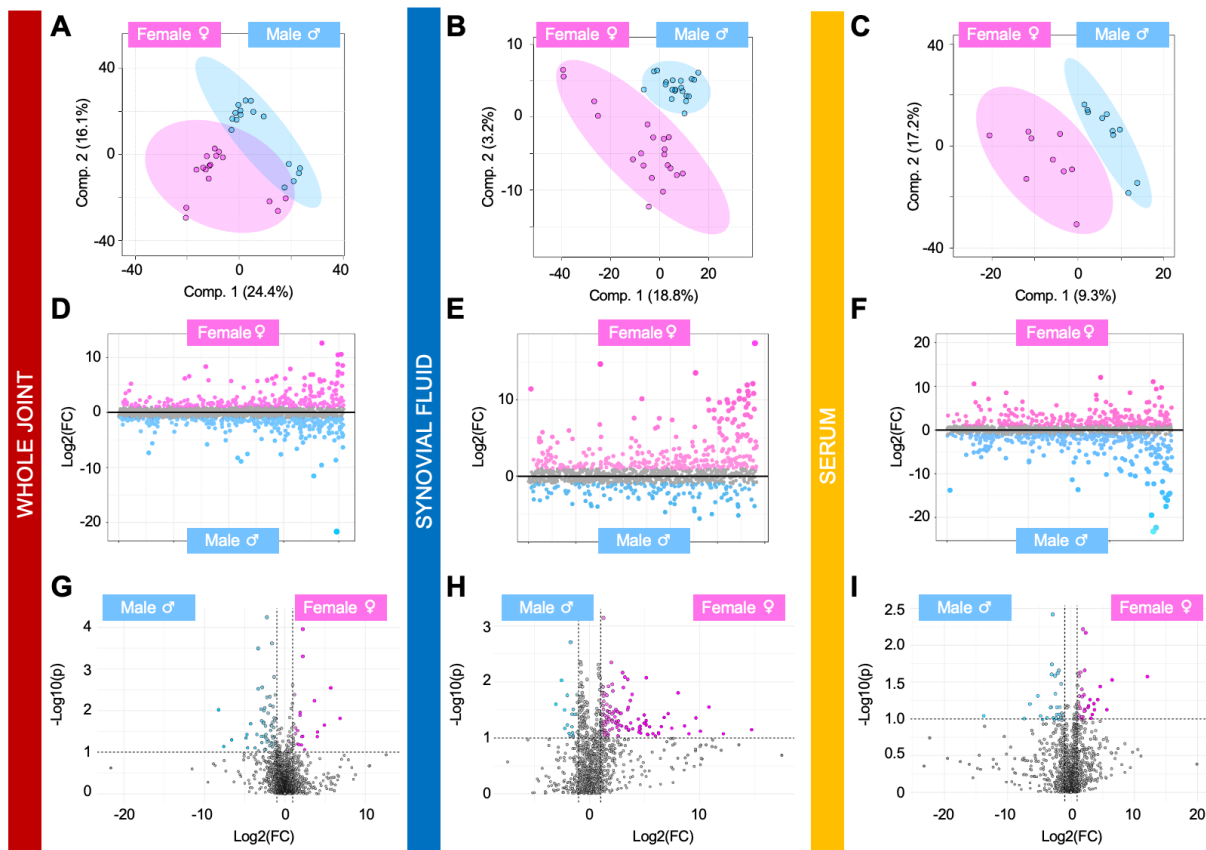 WHOLE JOINT
A
Female ♀
Male ♂
40
0
-40
Comp. 2 (16.1%)
-40
0
40
Comp. 1 (24.4%)
D
Female ♀
10
0
-10
-20
Log2(FC)
Male ♂
G
Male ♂
Female ♀
4
3
2
1
0
-Log10(p)
-20
-10
0
10
Log2(FC)
SYNOVIAL FLUID
B
Female ♀
Male ♂
10
0
-10
Comp. 2 (3.2%)
-40
-20
0
20
Comp. 1 (18.8%)
E
Female ♀
10
0
Log2(FC)
Male ♂
H
Male ♂
Female ♀
3
2
1
0
-Log10(p)
-10
0
10
Log2(FC)
SERUM
C
Female ♀
Male ♂
40
0
-40
Comp. 2 (17.2%)
-20
0
20
Comp. 1 (9.3%)
F
Female ♀
20
10
0
-10
-20
Log2(FC)
Male ♂
I
Male ♂
Female ♀
2.5
2.0
1.5
1.0
0.5
0
-Log10(p)
-20
-10
0
10
20
Log2(FC)